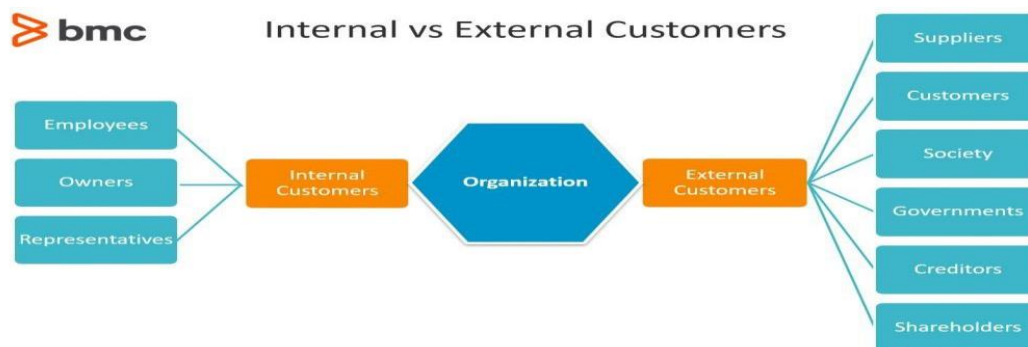 bmc
Internal vs External Customers
Employees
Owners
Representatives
Internal
Customers
Organization
External
Customers
Suppliers
Customers
Society
Governments
Creditors
Shareholders